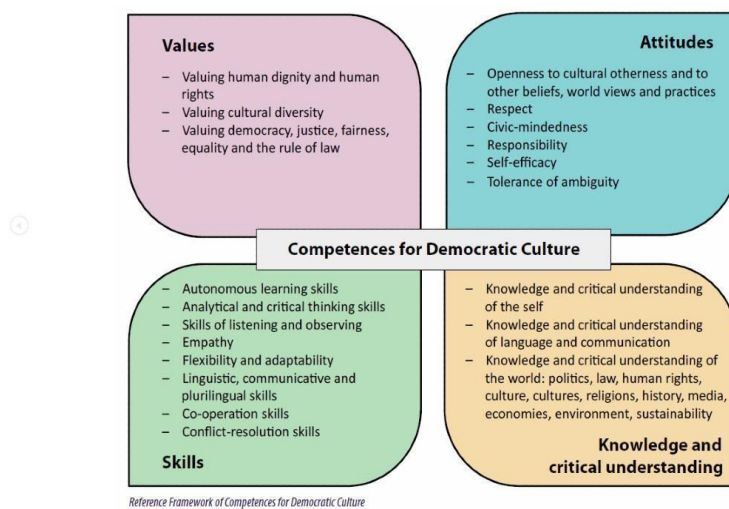 Values
– Valuing human dignity and human
rights
– Valuing cultural diversity
– Valuing democracy, justice, fairness,
equality and the rule of law
Attitudes
– Openness to cultural otherness and to
other beliefs, world views and practices
– Respect
– Civic-mindedness
– Responsibility
– Self-efficacy
– Tolerance of ambiguity
Competences for Democratic Culture
– Autonomous learning skills
– Analytical and critical thinking skills
– Skills of listening and observing
– Empathy
– Flexibility and adaptability
– Linguistic, communicative and
plurilingual skills
– Co-operation skills
– Conflict-resolution skills
Skills
– Knowledge and critical understanding
of the self
– Knowledge and critical understanding
of language and communication
– Knowledge and critical understanding of
the world: politics, law, human rights,
culture, cultures, religions, history, media,
economies, environment, sustainability
Knowledge and
critical understanding
Reference Framework of Competences for Democratic Culture